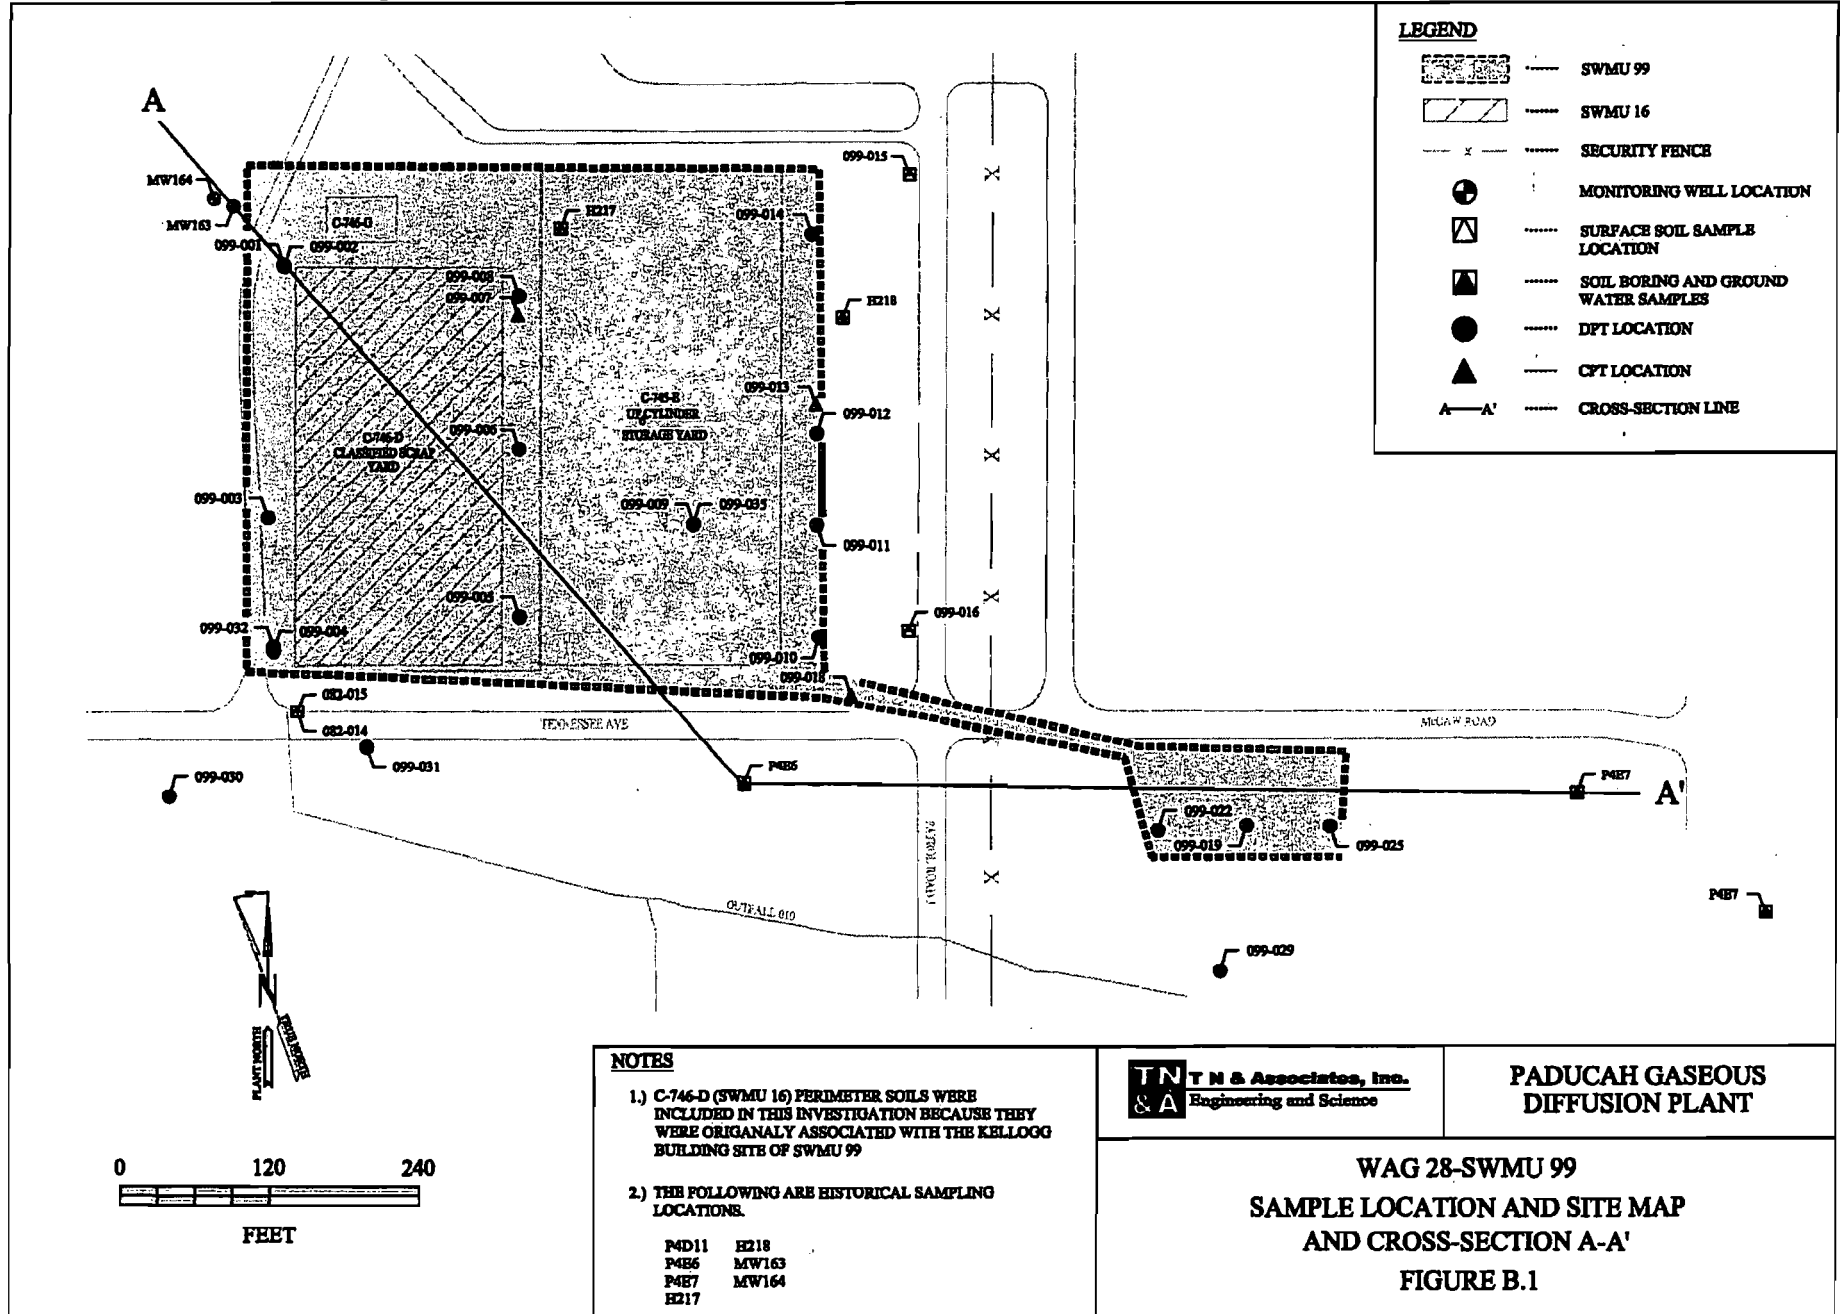 A
MW164
MW163
099-001
099-002
C-746-G
H217
099-015
099-014
H218
099-008
099-007
099-013
099-012
C-745-B
UF6 CYLINDER
STORAGE YARD
099-006
C-746-D
CLASSIFIED SCRAP
YARD
099-003
099-009
099-035
099-011
099-005
099-016
099-032
099-004
099-010
099-018
082-015
082-014
TENNESSEE AVE
McGAW ROAD
099-031
099-030
P4E6
P4E7
A'
099-022
099-019
099-025
PATROL ROAD
P4E7
OUTFALL 010
099-029
PLANT NORTH
TRUE NORTH
0 120 240
FEET
LEGEND
SWMU 99
SWMU 16
X SECURITY FENCE
MONITORING WELL LOCATION
SURFACE SOIL SAMPLE
LOCATION
SOIL BORING AND GROUND
WATER SAMPLES
DPT LOCATION
CPT LOCATION
A A' CROSS-SECTION LINE
NOTES
1.) C-746-D (SWMU 16) PERIMETER SOILS WERE
INCLUDED IN THIS INVESTIGATION BECAUSE THEY
WERE ORIGANALY ASSOCIATED WITH THE KELLOGG
BUILDING SITE OF SWMU 99
2.) THE FOLLOWING ARE HISTORICAL SAMPLING
LOCATIONS.
P4D11 H218
P4E6 MW163
P4E7 MW164
H217
TN
& A
T N & Associates, Inc.
Engineering and Science
PADUCAH GASEOUS
DIFFUSION PLANT
WAG 28-SWMU 99
SAMPLE LOCATION AND SITE MAP
AND CROSS-SECTION A-A'
FIGURE B.1